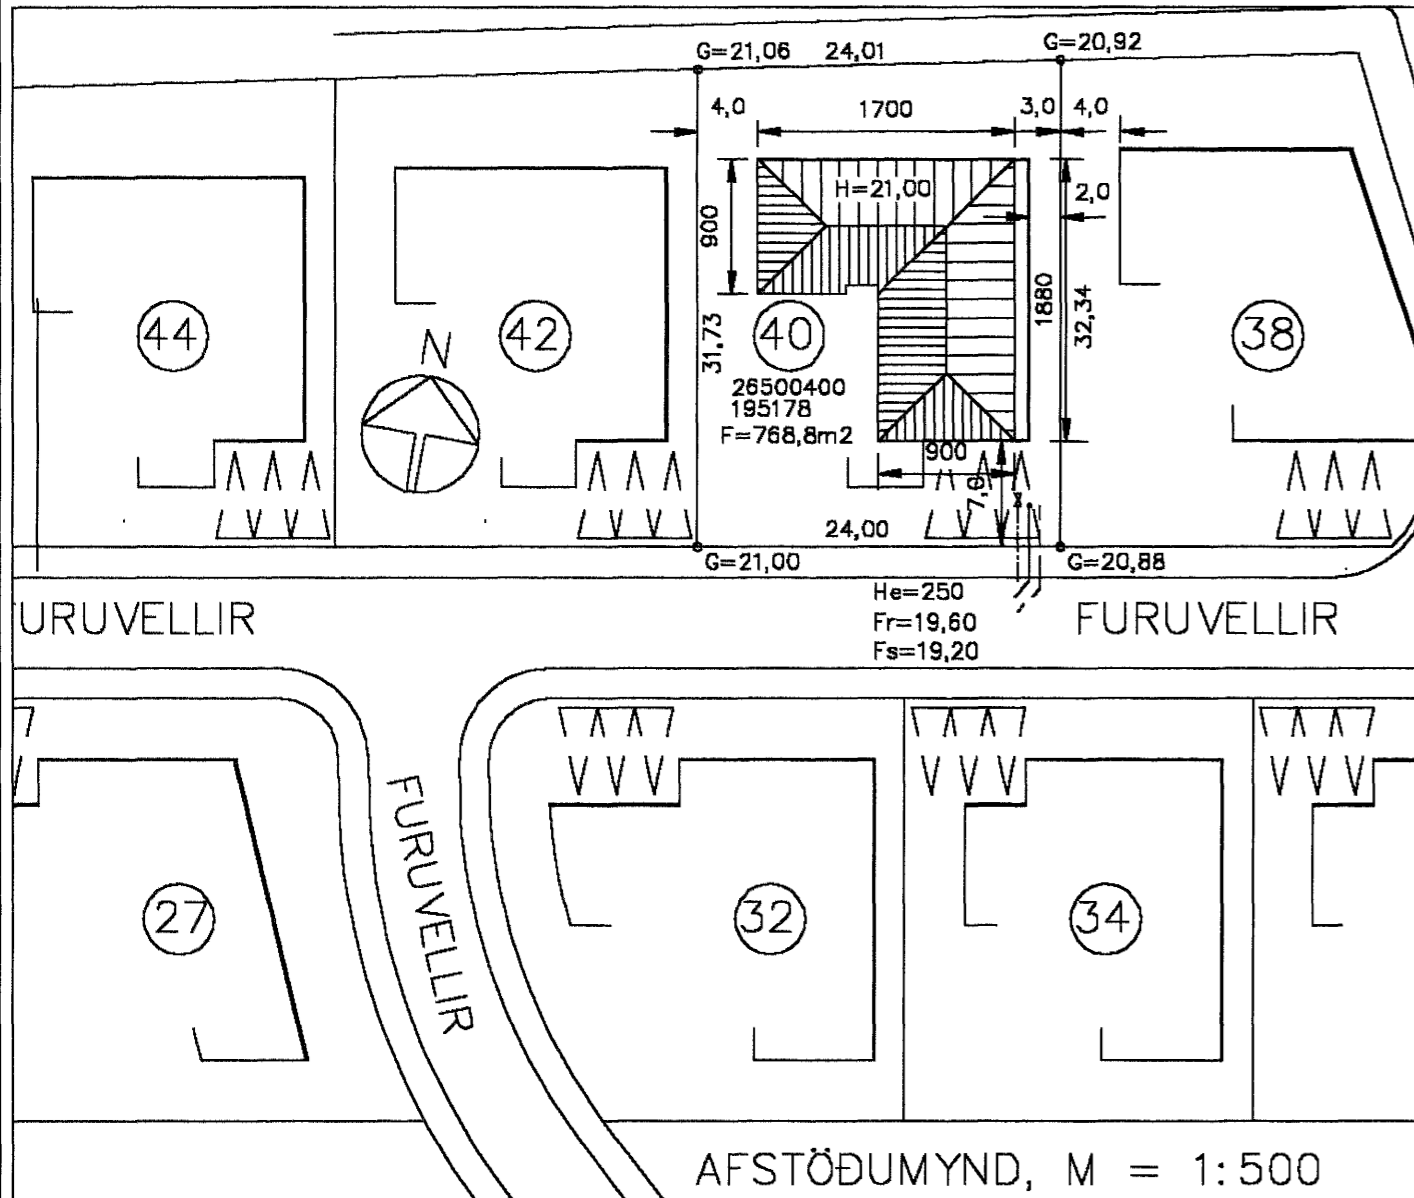 G=21,06 24,01 G=20,92
4,0 1700 3,0 4,0
H=21,00
2,0
900
1880
31,73
32,34
44
N
42
40
38
26500400
195178
F=768,8m2
900
7,0
24,00
G=21,00
G=20,88
He=250
Fr=19,60
Fs=19,20
URUVELLIR
FURUVELLIR
FURUVELLIR
27
32
34
AFSTÖÐUMYND, M = 1:500